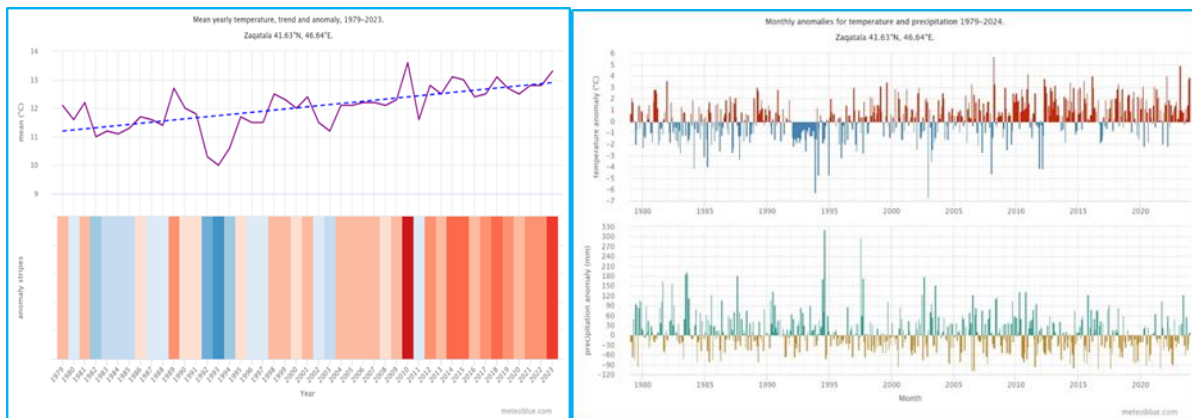 Mean yearly temperature, trend and anomaly, 1979-2023.
Zaqatala 41.63°N, 46.64°E.
14
13
12
11
10
9
mean (°C)
anomaly stripes
1979 1980 1981 1982 1983 1984 1985 1986 1987 1988 1989 1990 1991 1992 1993 1994 1995 1996 1997 1998 1999 2000 2001 2002 2003 2004 2005 2006 2007 2008 2009 2010 2011 2012 2013 2014 2015 2016 2017 2018 2019 2020 2021 2022 2023
Year
meteoblue.com
Monthly anomalies for temperature and precipitation 1979-2024.
Zaqatala 41.63°N, 46.64°E.
6
5
4
3
2
1
0
-1
-2
-3
-4
-5
-6
-7
temperature anomaly (°C)
1980 1985 1990 1995 2000 2005 2010 2015 2020
330
300
270
240
210
180
150
120
90
60
30
0
-30
-60
-90
-120
precipitation anomaly (mm)
1980 1985 1990 1995 2000 2005 2010 2015 2020
Month
meteoblue.com